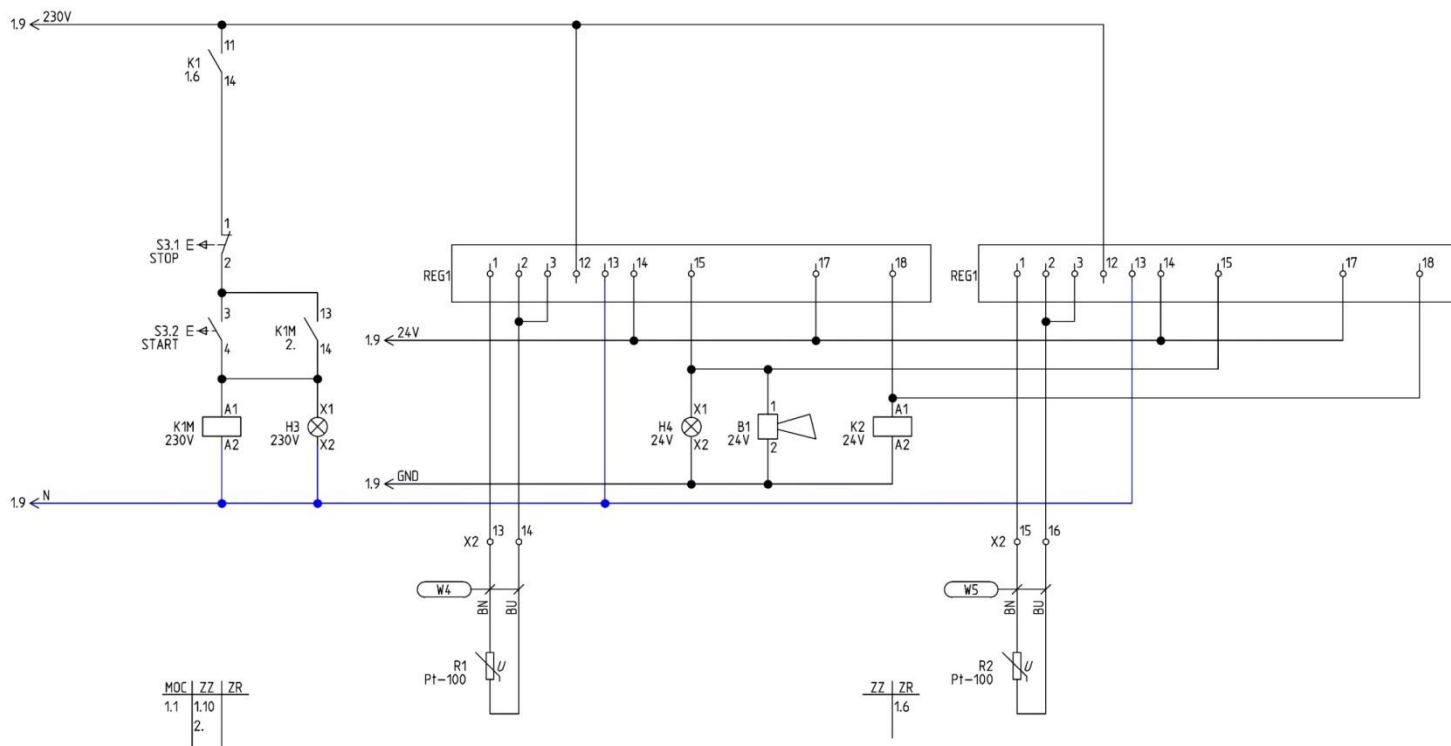 1.9 230V
11
K1
1.6
14
1
S3.1 E
STOP
2
3
S3.2 E
START
4
13
K1M
2.
14
A1
K1M
230V
A2
X1
H3
230V
X2
1.9 N
REG1
1 2 3 12 13 14 15 17 18
REG1
1 2 3 12 13 14 15 17 18
1.9 24V
X1
H4
24V
X2
1
B1
24V
2
A1
K2
24V
A2
1.9 GND
X2 13 14
W4
BN BU
R1
Pt-100
U
X2 15 16
W5
BN BU
R2
Pt-100
U
MOC ZZ ZR
1.1 1.10
2.
ZZ ZR
1.6